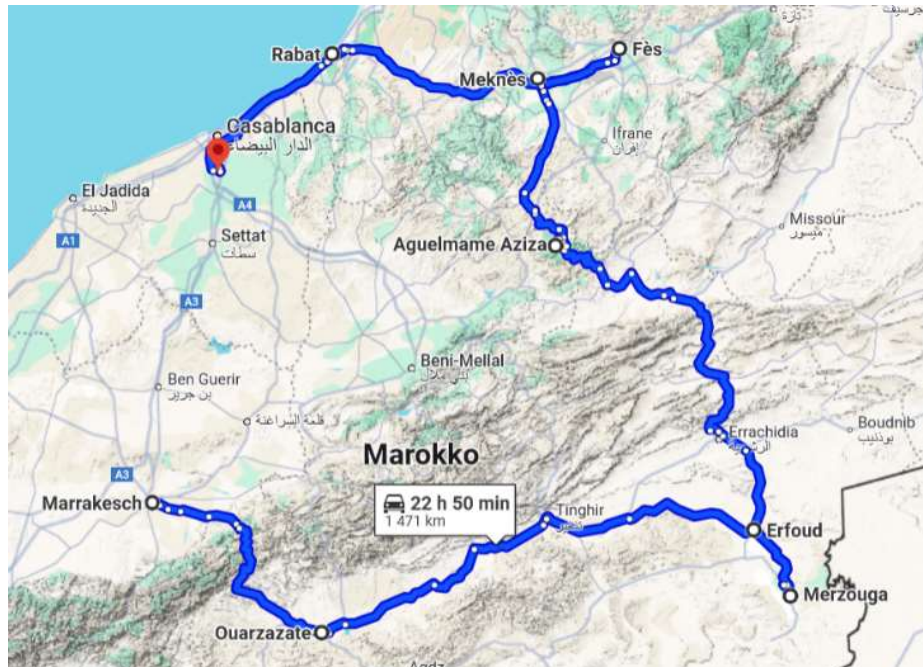 تازة
Rabat
Fès
Meknès
Casablanca
الدار البيضاء
Ifrane
إفران
El Jadida
الجديدة
A4
Missour
ميسور
A1
Settat
سطات
Aguelmame Aziza
A3
Beni-Mellal
بني ملال
Ben Guerir
بن جرير
قلعة السراغنة
Errachidia
الرشيدية
Boudnib
بوذنيب
Marokko
A3
22 h 50 min
1 471 km
Marrakesch
Tinghir
تنغير
Erfoud
Merzouga
Ouarzazate